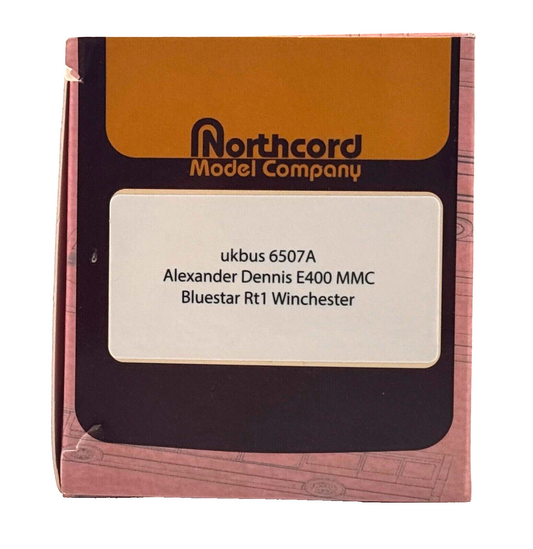 Northcord
Model Company
ukbus 6507A
Alexander Dennis E400 MMC
Bluestar Rt1 Winchester